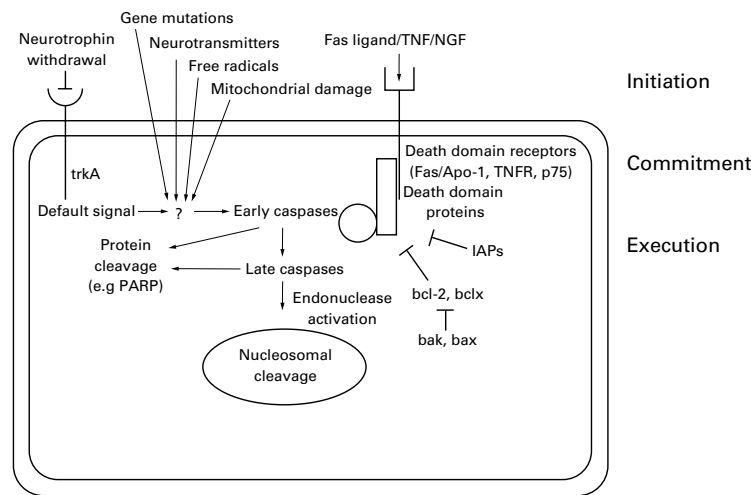 Gene mutations
Neurotrophin
withdrawal
Neurotransmitters
Free radicals
Mitochondrial damage
Fas ligand/TNF/NGF
Initiation
trkA
Death domain receptors
(Fas/Apo-1, TNFR, p75)
Death domain
proteins
Commitment
Default signal
?
Early caspases
Protein
cleavage
(e.g PARP)
Late caspases
IAPs
Execution
bcl-2, bclx
Endonuclease
activation
bak, bax
Nucleosomal
cleavage